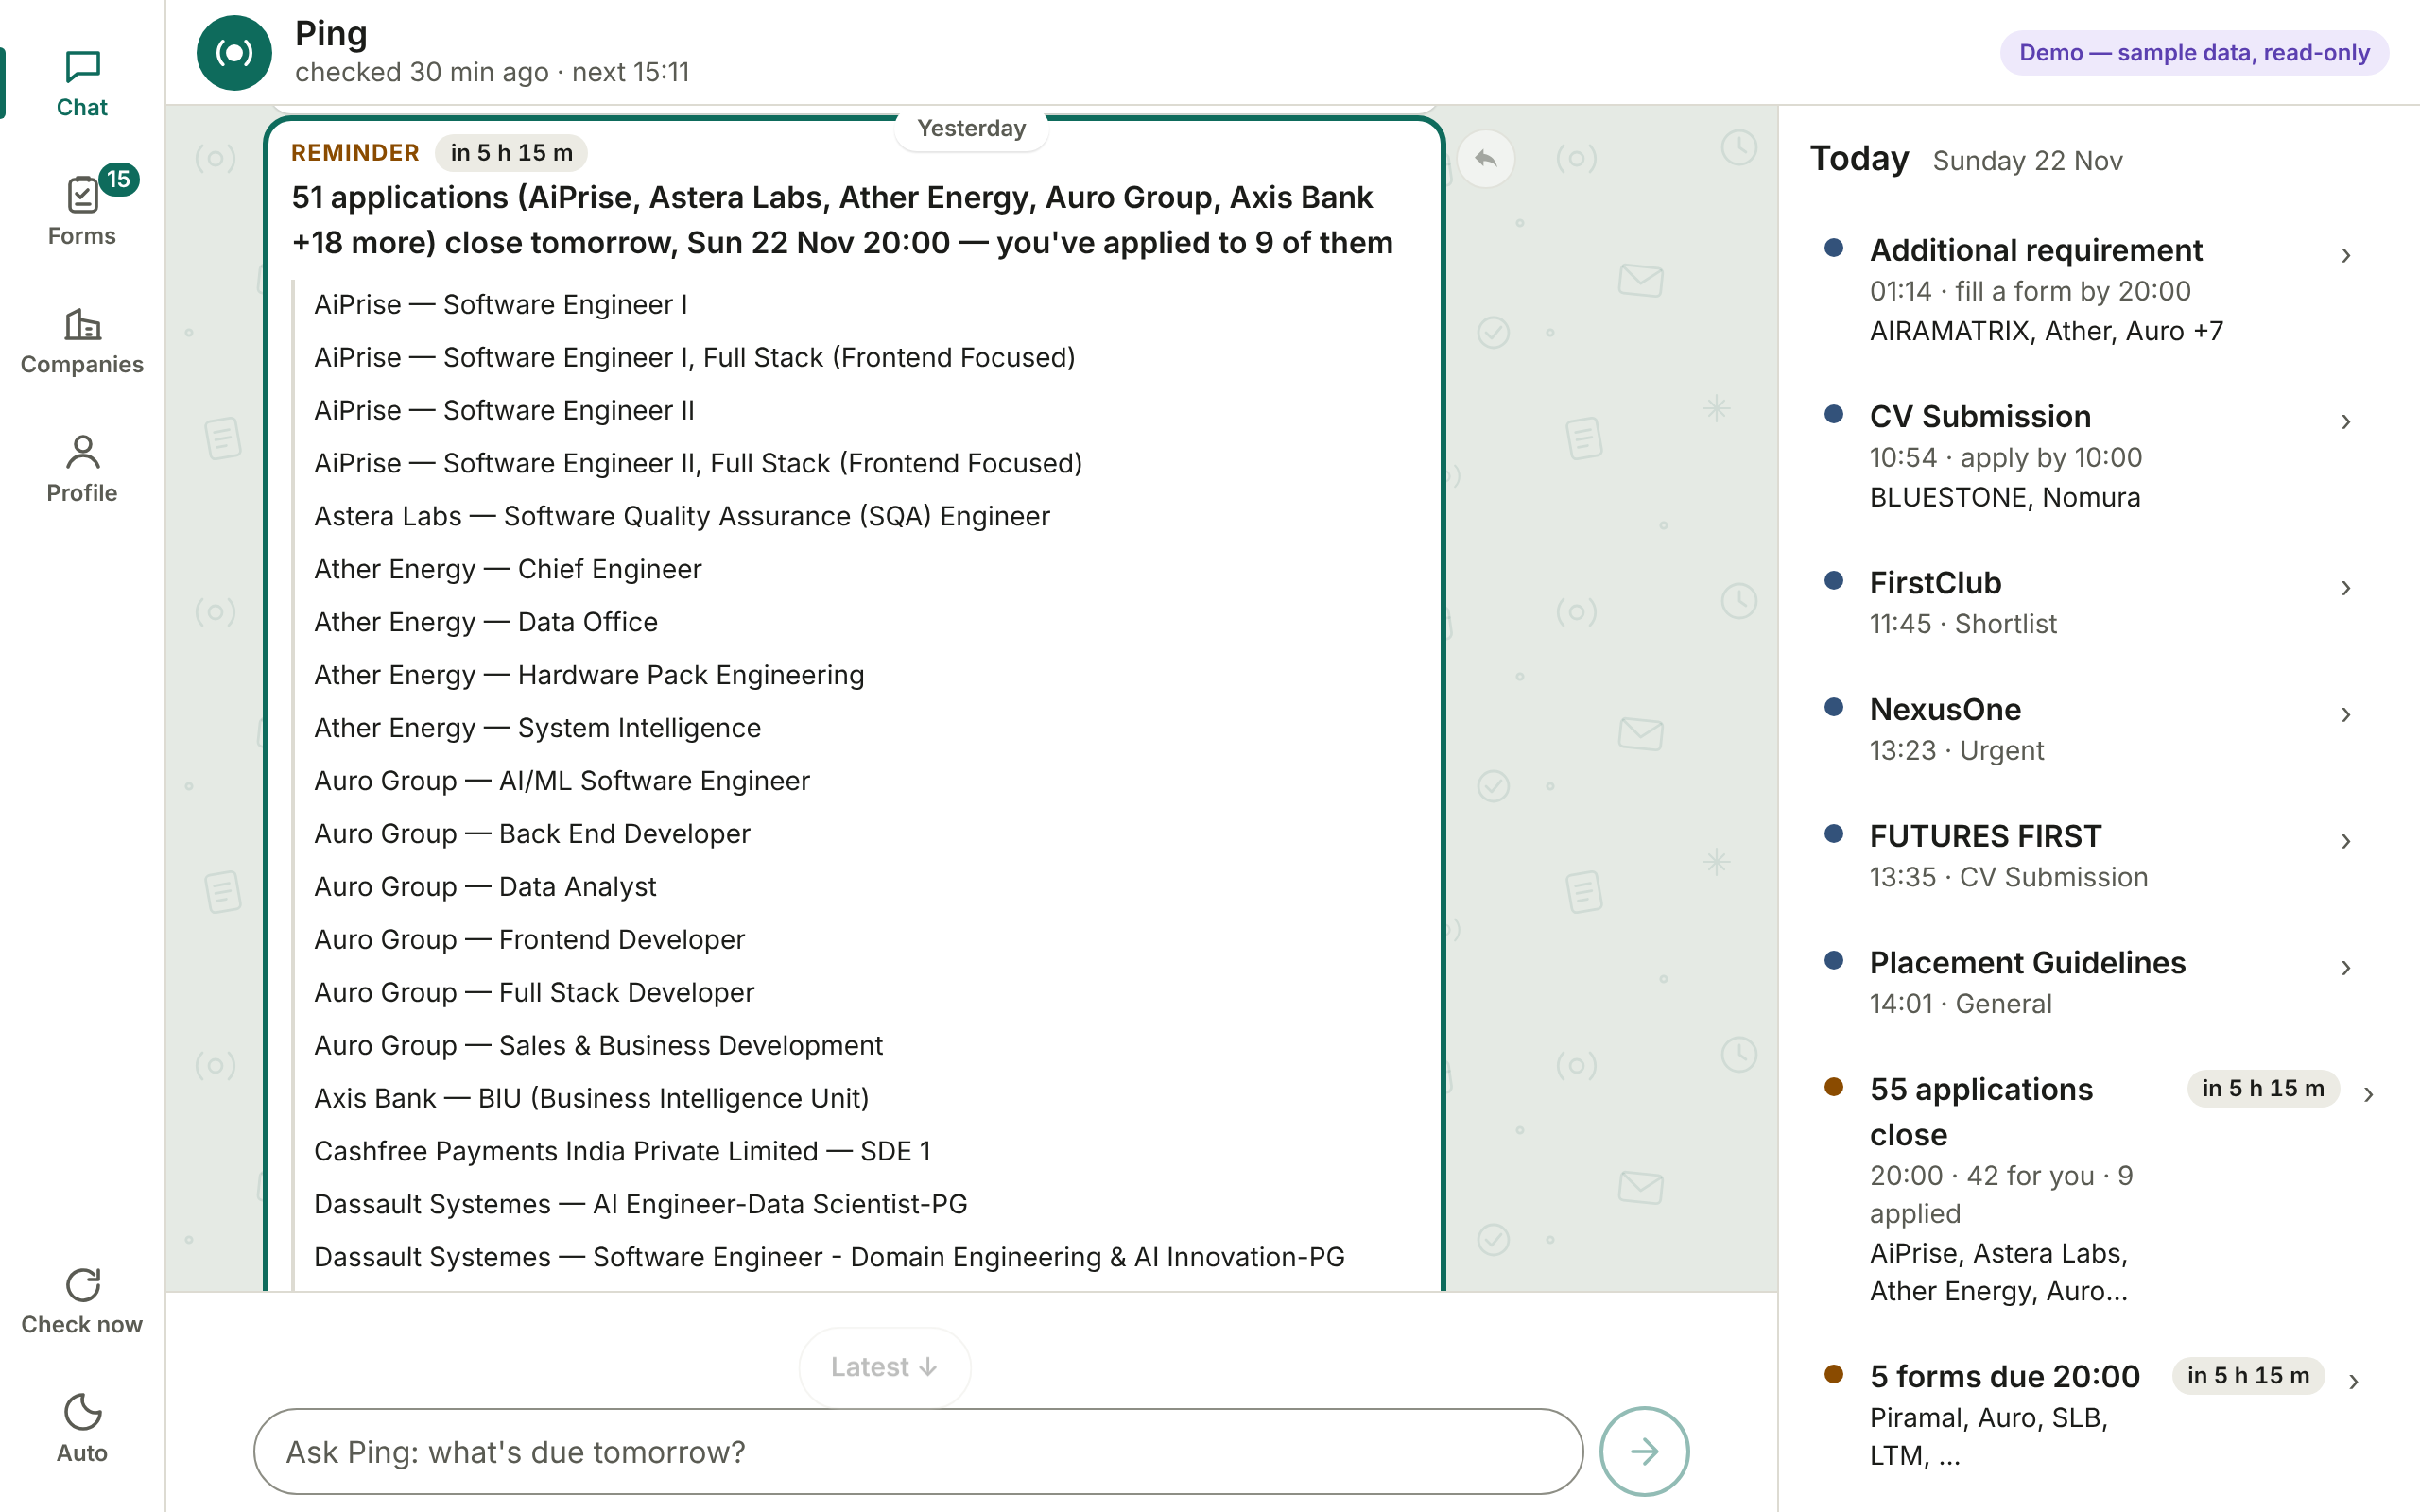 Chat
15
Forms
Companies
Profile
Check now
Auto
Ping
checked 30 min ago · next 15:11
Demo — sample data, read-only
Yesterday
REMINDER in 5 h 15 m
51 applications (AiPrise, Astera Labs, Ather Energy, Auro Group, Axis Bank
+18 more) close tomorrow, Sun 22 Nov 20:00 — you've applied to 9 of them
AiPrise — Software Engineer I
AiPrise — Software Engineer I, Full Stack (Frontend Focused)
AiPrise — Software Engineer II
AiPrise — Software Engineer II, Full Stack (Frontend Focused)
Astera Labs — Software Quality Assurance (SQA) Engineer
Ather Energy — Chief Engineer
Ather Energy — Data Office
Ather Energy — Hardware Pack Engineering
Ather Energy — System Intelligence
Auro Group — AI/ML Software Engineer
Auro Group — Back End Developer
Auro Group — Data Analyst
Auro Group — Frontend Developer
Auro Group — Full Stack Developer
Auro Group — Sales & Business Development
Axis Bank — BIU (Business Intelligence Unit)
Cashfree Payments India Private Limited — SDE 1
Dassault Systemes — AI Engineer-Data Scientist-PG
Dassault Systemes — Software Engineer - Domain Engineering & AI Innovation-PG
Latest ↓
Ask Ping: what's due tomorrow?
Today Sunday 22 Nov
Additional requirement
01:14 · fill a form by 20:00
AIRAMATRIX, Ather, Auro +7
CV Submission
10:54 · apply by 10:00
BLUESTONE, Nomura
FirstClub
11:45 · Shortlist
NexusOne
13:23 · Urgent
FUTURES FIRST
13:35 · CV Submission
Placement Guidelines
14:01 · General
55 applications in 5 h 15 m
close
20:00 · 42 for you · 9
applied
AiPrise, Astera Labs,
Ather Energy, Auro...
5 forms due 20:00 in 5 h 15 m
Piramal, Auro, SLB,
LTM, ...